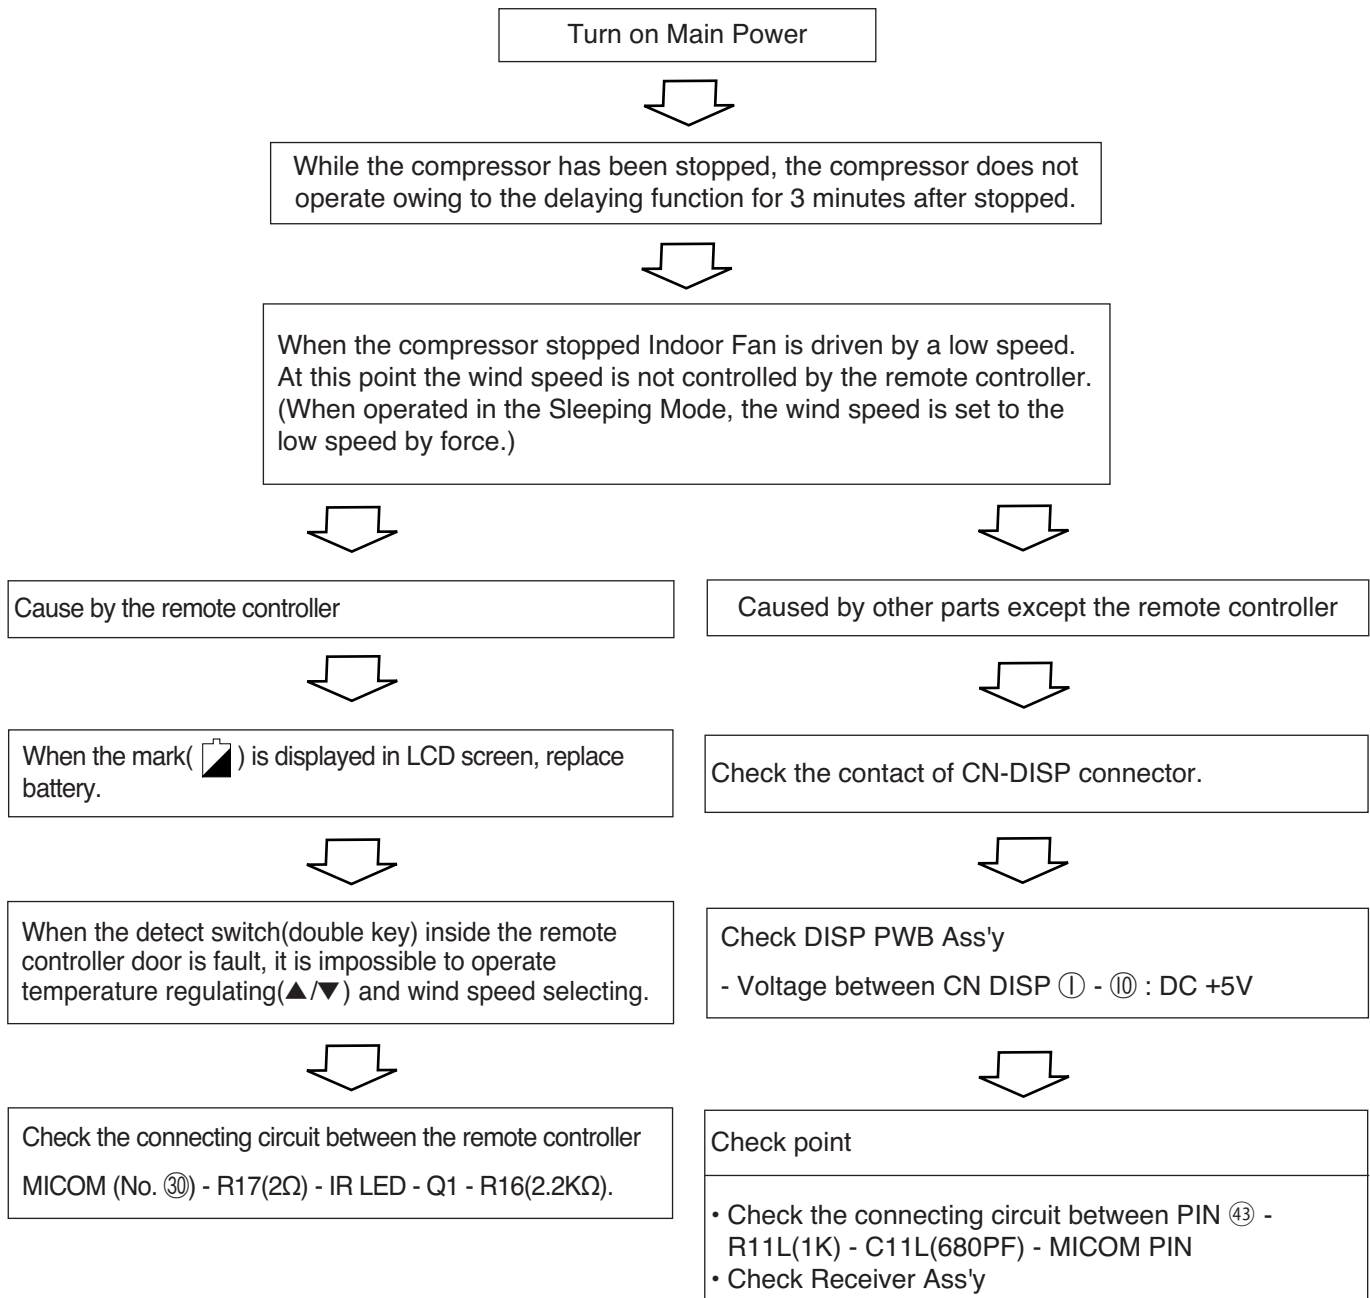 Turn on Main Power
While the compressor has been stopped, the compressor does not
operate owing to the delaying function for 3 minutes after stopped.
When the compressor stopped Indoor Fan is driven by a low speed.
At this point the wind speed is not controlled by the remote controller.
(When operated in the Sleeping Mode, the wind speed is set to the
low speed by force.)
Cause by the remote controller
When the mark( ) is displayed in LCD screen, replace
battery.
When the detect switch(double key) inside the remote
controller door is fault, it is impossible to operate
temperature regulating(▲/▼) and wind speed selecting.
Check the connecting circuit between the remote controller
MICOM (No. ㉚) - R17(2Ω) - IR LED - Q1 - R16(2.2KΩ).
Caused by other parts except the remote controller
Check the contact of CN-DISP connector.
Check DISP PWB Ass'y
- Voltage between CN DISP ① - ⑩ : DC +5V
Check point
• Check the connecting circuit between PIN ㊸ -
R11L(1K) - C11L(680PF) - MICOM PIN
• Check Receiver Ass'y